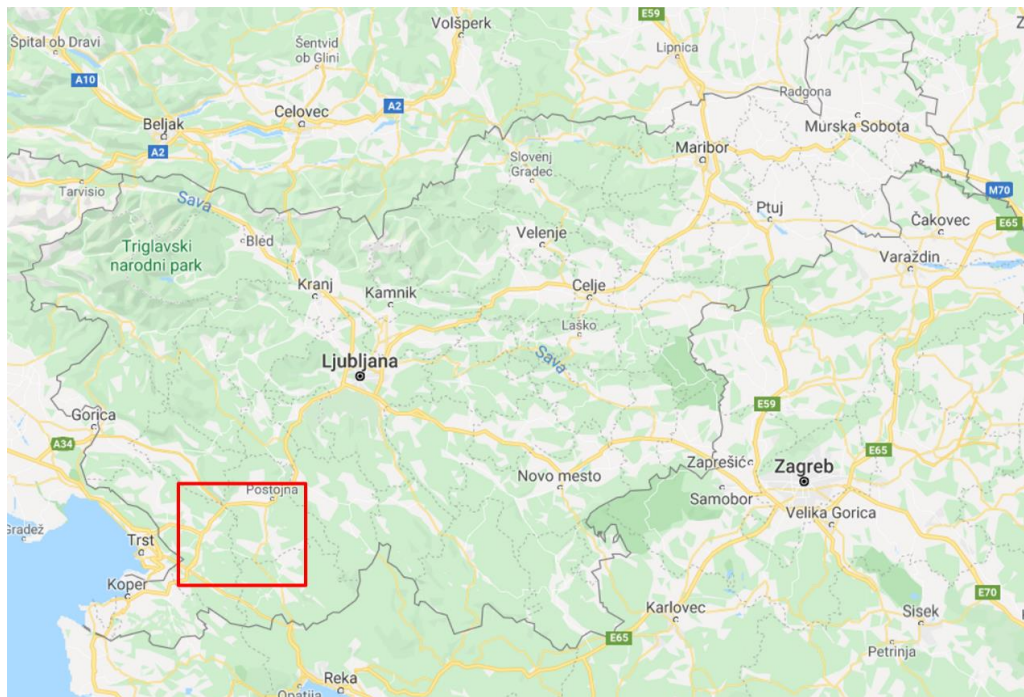 Volšperk
E59
Špital ob Dravi
Šentvid
ob Glini
Lipnica
A10
Radgona
Celovec
A2
Beljak
Murska Sobota
A2
Maribor
Slovenj
Gradec
Tarvisio
M70
Sava
Ptuj
Čakovec
E65
Velenje
Bled
Triglavski
narodni park
Varaždin
Kranj
Kamnik
Celje
Laško
Ljubljana
Sava
E59
Gorica
A34
E65
Zaprešić
Zagreb
Novo mesto
Postojna
Samobor
Velika Gorica
Gradež
Trst
Koper
E70
Karlovec
Sisek
E65
Petrinja
Reka
Opatija